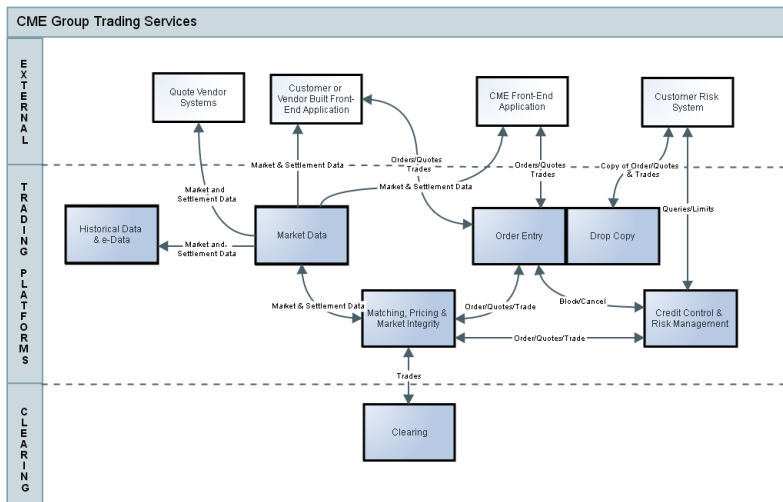 CME Group Trading Services
EXTERNAL
Quote Vendor
Systems
Customer or
Vendor Built Front-
End Application
CME Front-End
Application
Customer Risk
System
Market & Settlement Data
Orders/Quotes
Trades
Orders/Quotes
Trades
Copy of Order/Quotes
& Trades
TRADING PLATFORMS
Market and
Settlement Data
Market & Settlement Data
Queries/Limits
Historical Data
& e-Data
Market and.
Settlement Data
Market Data
Order Entry
Drop Copy
Market & Settlement Data
Matching, Pricing &
Market Integrity
Order/Quotes/Trade
Block/Cancel
Credit Control &
Risk Management
Order/Quotes/Trade
Trades
CLEARING
Clearing